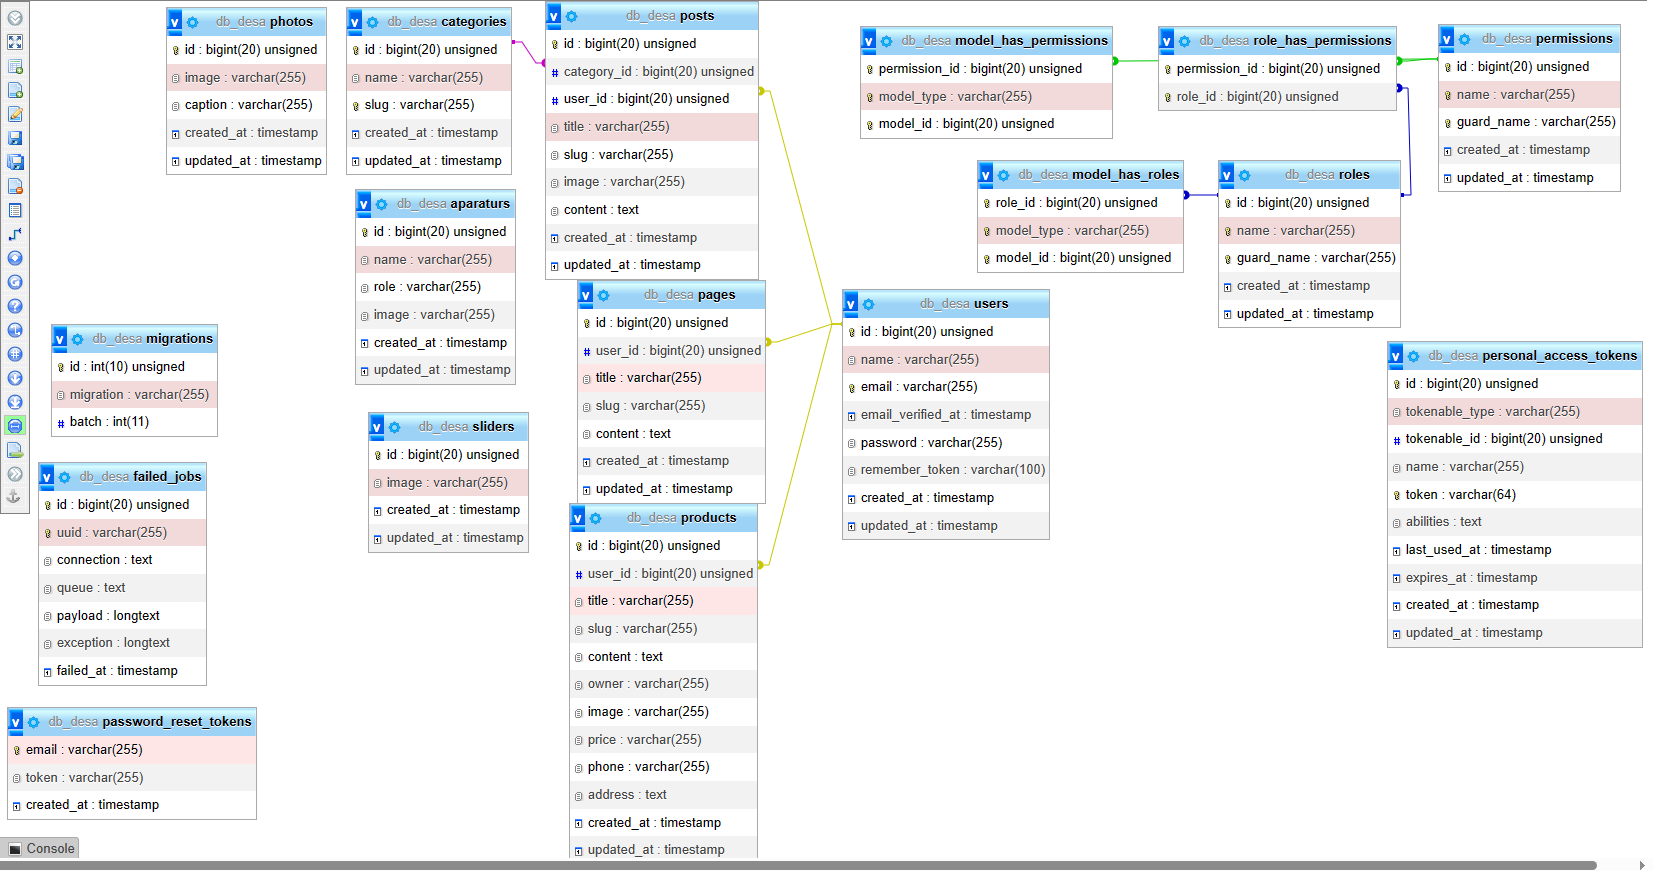 db_desa photos
id : bigint(20) unsigned
image : varchar(255)
caption : varchar(255)
created_at : timestamp
updated_at : timestamp
db_desa categories
id : bigint(20) unsigned
name : varchar(255)
slug : varchar(255)
created_at : timestamp
updated_at : timestamp
db_desa posts
id : bigint(20) unsigned
category_id : bigint(20) unsigned
user_id : bigint(20) unsigned
title : varchar(255)
slug : varchar(255)
image : varchar(255)
content : text
created_at : timestamp
updated_at : timestamp
db_desa model_has_permissions
permission_id : bigint(20) unsigned
model_type : varchar(255)
model_id : bigint(20) unsigned
db_desa role_has_permissions
permission_id : bigint(20) unsigned
role_id : bigint(20) unsigned
db_desa permissions
id : bigint(20) unsigned
name : varchar(255)
guard_name : varchar(255)
created_at : timestamp
updated_at : timestamp
db_desa model_has_roles
role_id : bigint(20) unsigned
model_type : varchar(255)
model_id : bigint(20) unsigned
db_desa roles
id : bigint(20) unsigned
name : varchar(255)
guard_name : varchar(255)
created_at : timestamp
updated_at : timestamp
db_desa aparaturs
id : bigint(20) unsigned
name : varchar(255)
role : varchar(255)
image : varchar(255)
created_at : timestamp
updated_at : timestamp
db_desa pages
id : bigint(20) unsigned
user_id : bigint(20) unsigned
title : varchar(255)
slug : varchar(255)
content : text
created_at : timestamp
updated_at : timestamp
db_desa users
id : bigint(20) unsigned
name : varchar(255)
email : varchar(255)
email_verified_at : timestamp
password : varchar(255)
remember_token : varchar(100)
created_at : timestamp
updated_at : timestamp
db_desa migrations
id : int(10) unsigned
migration : varchar(255)
batch : int(11)
db_desa personal_access_tokens
id : bigint(20) unsigned
tokenable_type : varchar(255)
tokenable_id : bigint(20) unsigned
name : varchar(255)
token : varchar(64)
abilities : text
last_used_at : timestamp
expires_at : timestamp
created_at : timestamp
updated_at : timestamp
db_desa sliders
id : bigint(20) unsigned
image : varchar(255)
created_at : timestamp
updated_at : timestamp
db_desa failed_jobs
id : bigint(20) unsigned
uuid : varchar(255)
connection : text
queue : text
payload : longtext
exception : longtext
failed_at : timestamp
db_desa products
id : bigint(20) unsigned
user_id : bigint(20) unsigned
title : varchar(255)
slug : varchar(255)
content : text
owner : varchar(255)
image : varchar(255)
price : varchar(255)
phone : varchar(255)
address : text
created_at : timestamp
updated_at : timestamp
db_desa password_reset_tokens
email : varchar(255)
token : varchar(255)
created_at : timestamp
Console